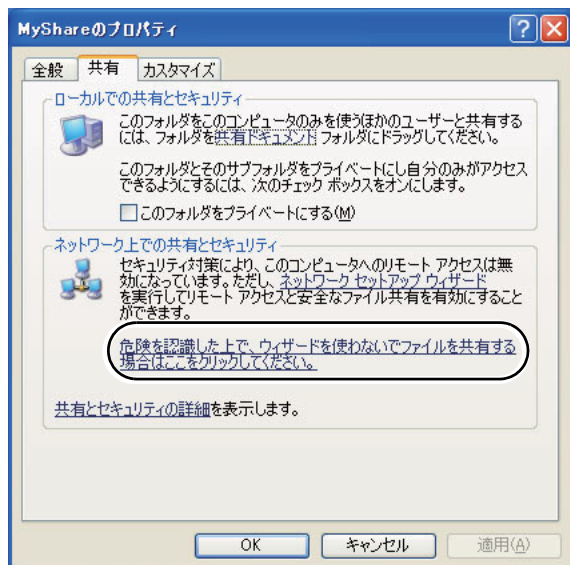 MyShareのプロパティ
全般 共有 カスタマイズ
ローカルでの共有とセキュリティ
このフォルダをこのコンピュータのみを使うほかのユーザーと共有する
には、フォルダを共有ドキュメント フォルダにドラッグしてください。
このフォルダとそのサブフォルダをプライベートにし自分のみがアクセス
できるようにするには、次のチェック ボックスをオンにします。
このフォルダをプライベートにする(M)
ネットワーク上での共有とセキュリティ
セキュリティ対策により、このコンピュータへのリモート アクセスは無
効になっています。ただし、ネットワーク セットアップ ウィザード
を実行してリモート アクセスと安全なファイル共有を有効にすること
ができます。
危険を認識した上で、ウィザードを使わないでファイルを共有する
場合はここをクリックしてください。
共有とセキュリティの詳細を表示します。
OK キャンセル 適用(A)